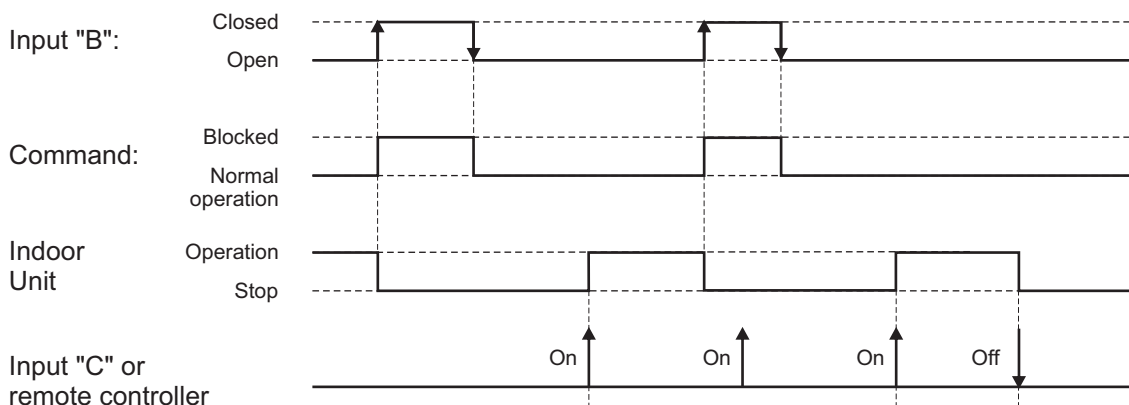 Closed
Input "B":
Open
Blocked
Command:
Normal
operation
Indoor
Unit
Operation
Stop
Input "C" or
remote controller
On
On
On
Off